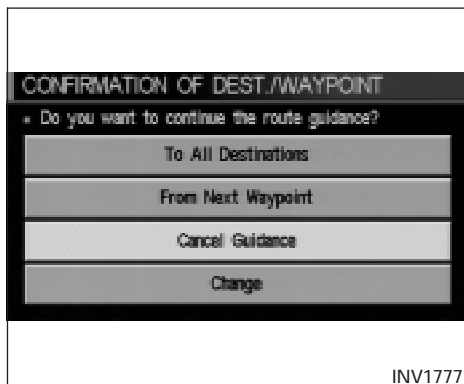 CONFIRMATION OF DEST./WAYPOINT
• Do you want to continue the route guidance?
To All Destinations
From Next Waypoint
Cancel Guidance
Change
INV1777